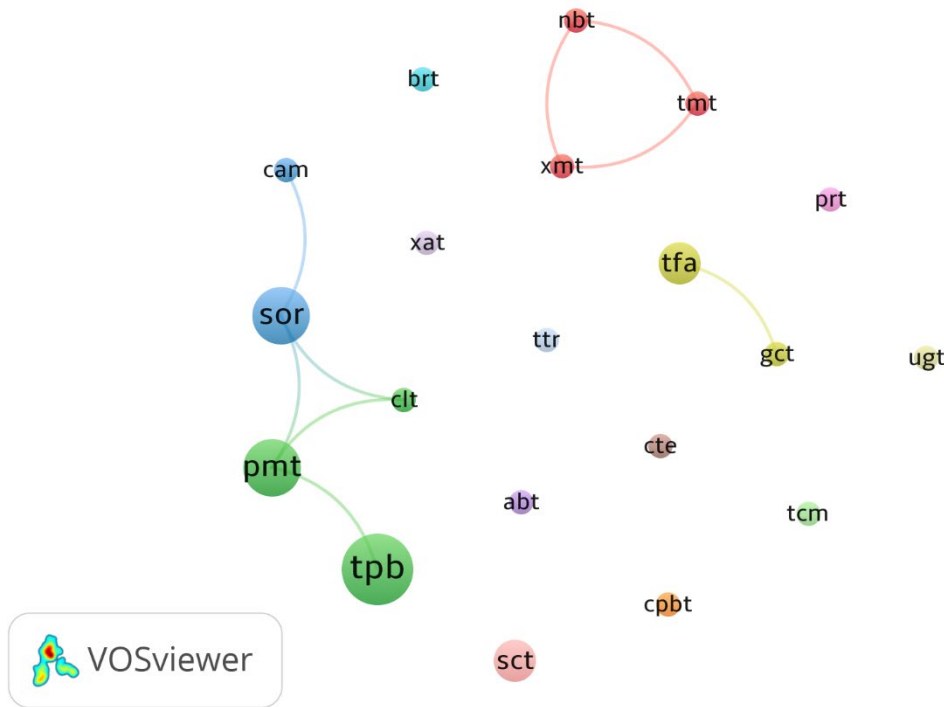 nbt
brt
tmt
cam
xmt
prt
xat
tfa
sor
ttr
gct
ugt
clt
cte
pmt
abt
tcm
tpb
cpbt
sct
VOSviewer